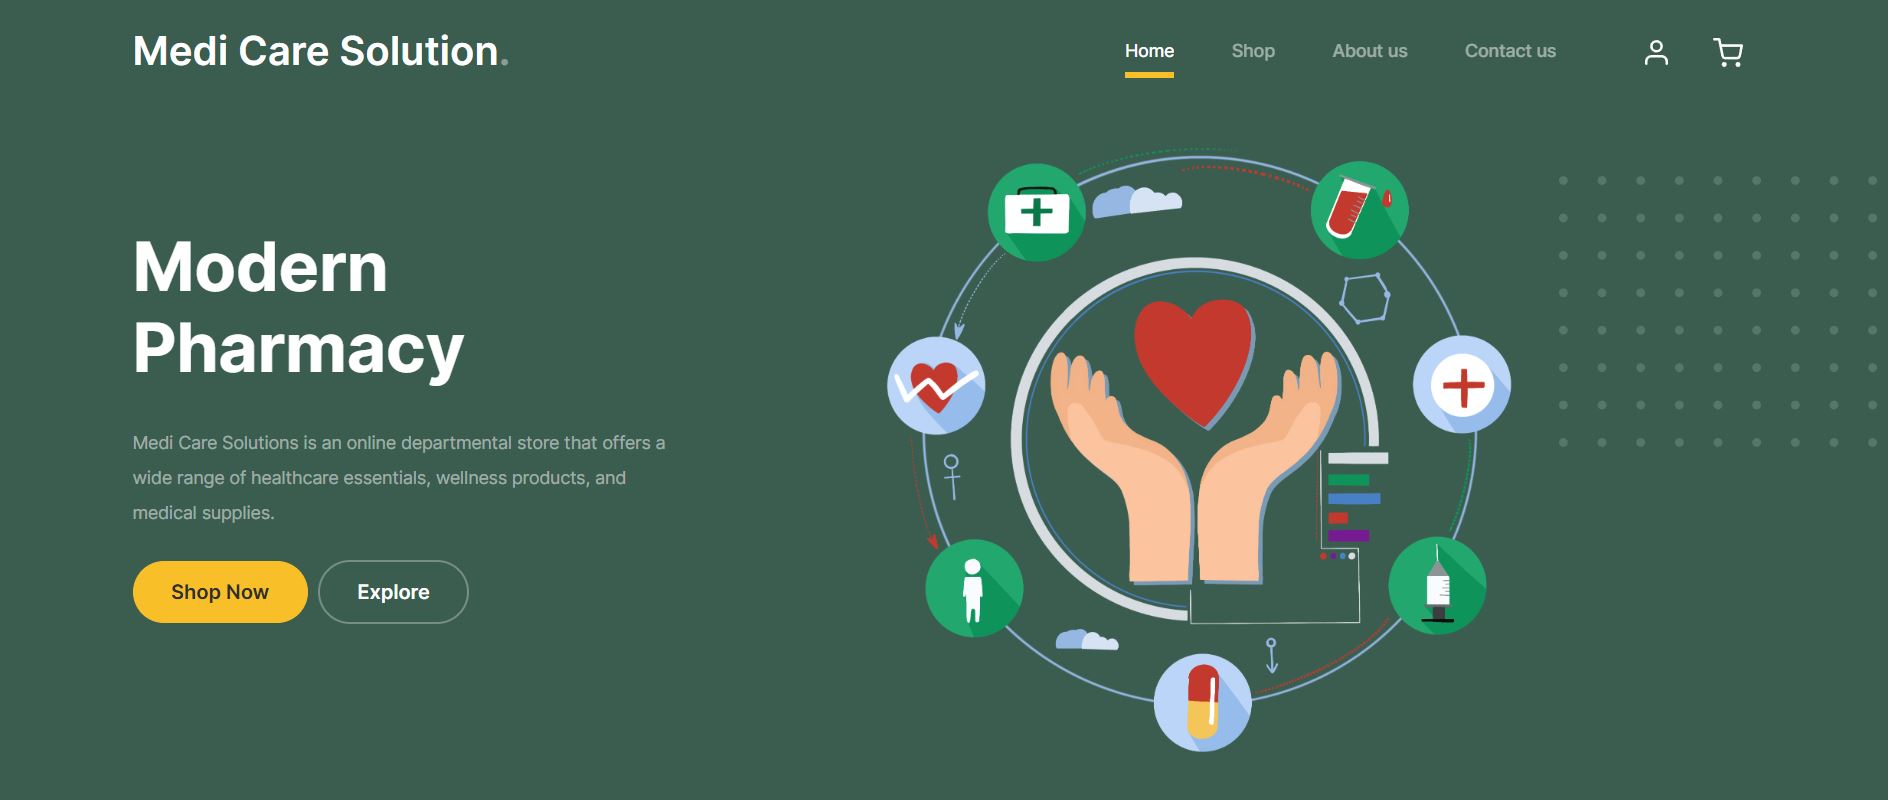 Medi Care Solution.
Home
Shop
About us
Contact us
Modern
Pharmacy
Medi Care Solutions is an online departmental store that offers a
wide range of healthcare essentials, wellness products, and
medical supplies.
Shop Now
Explore